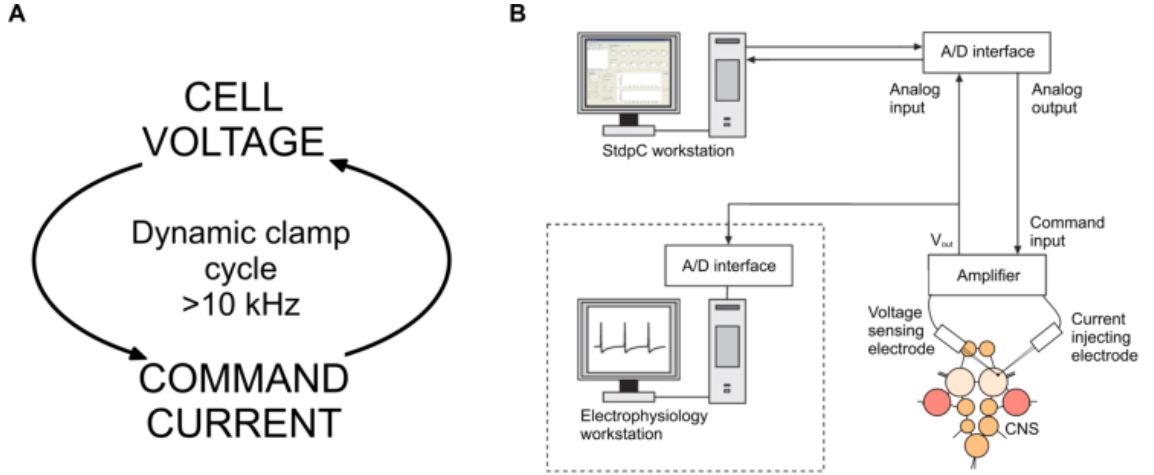 A
CELL
VOLTAGE
Dynamic clamp
cycle
>10 kHz
COMMAND
CURRENT
B
A/D interface
Analog
input
Analog
output
StdpC workstation
Command
input
Vout
A/D interface
Amplifier
Voltage
sensing
electrode
Current
injecting
electrode
Electrophysiology
workstation
CNS